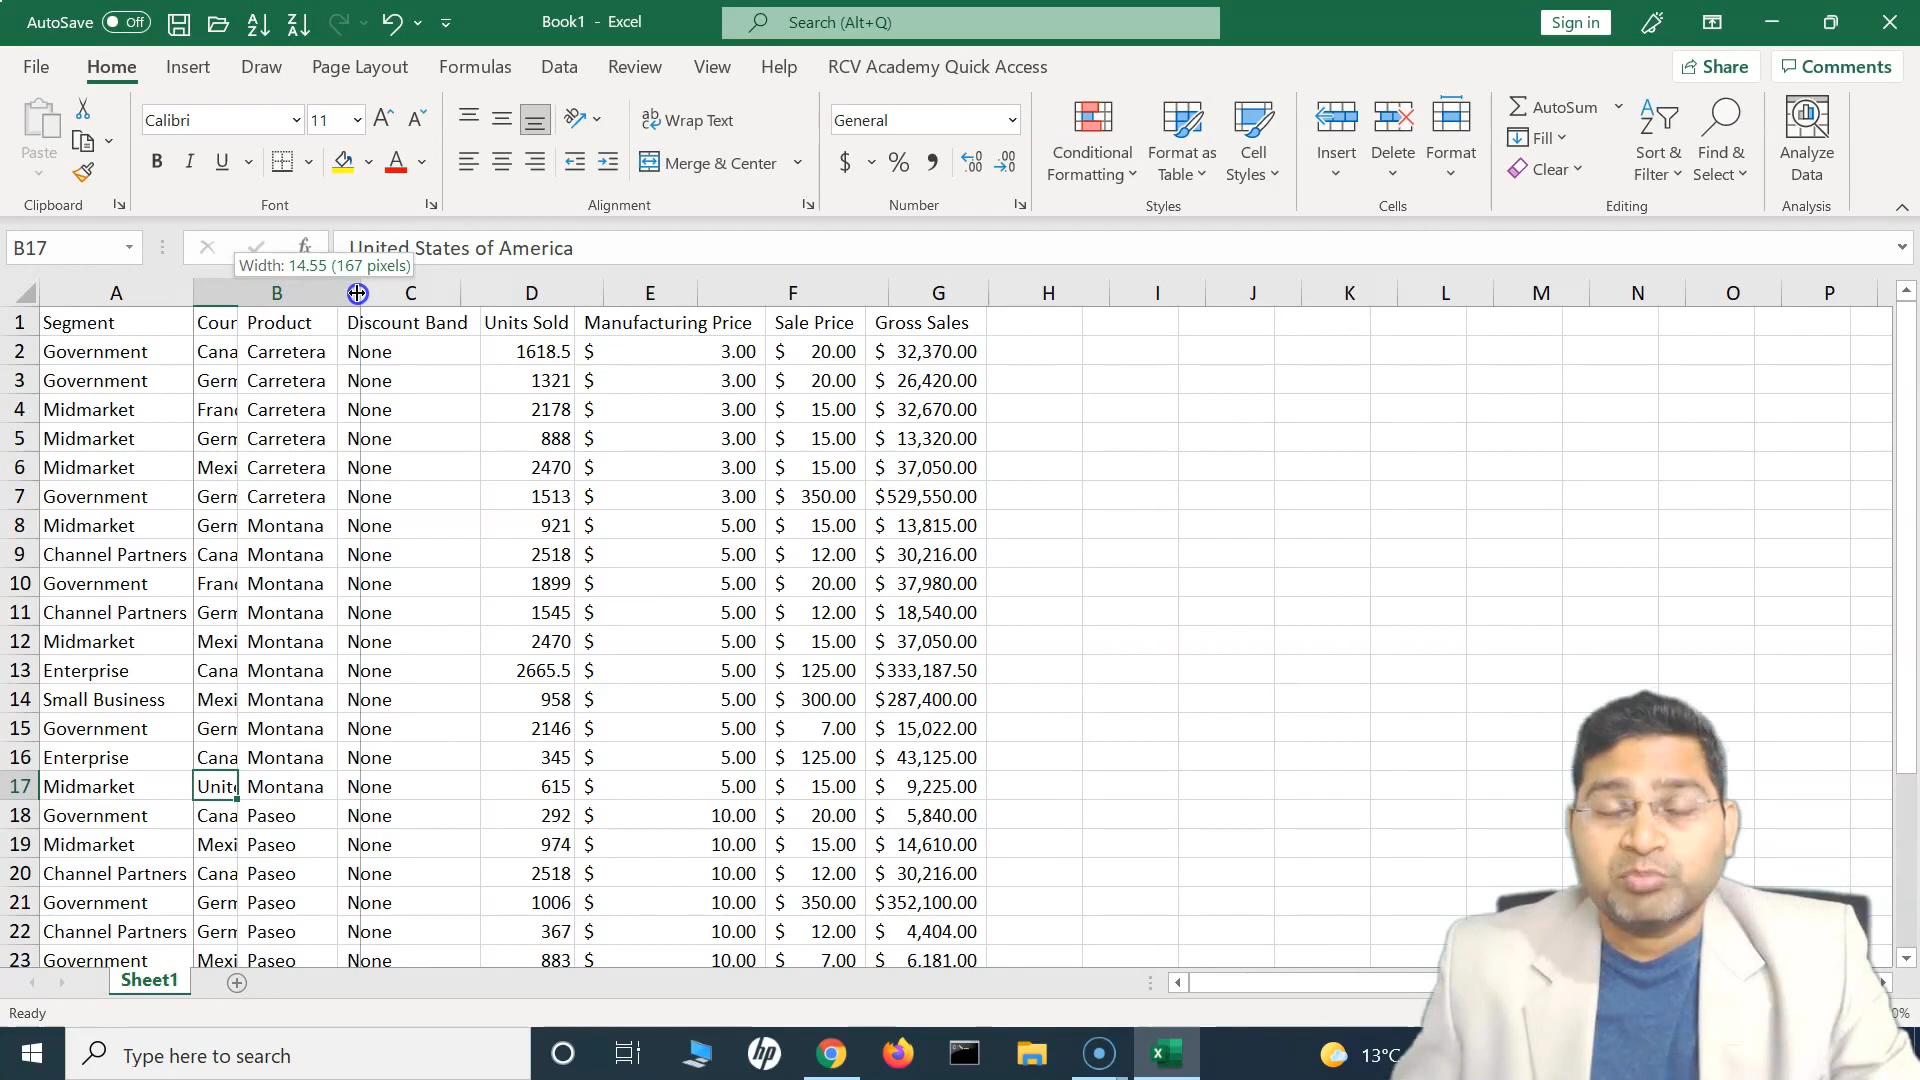 AutoSave Off Book1 - Excel Search (Alt+Q) Sign in
File Home Insert Draw Page Layout Formulas Data Review View Help RCV Academy Quick Access Share Comments
Calibri 11 Wrap Text General AutoSum
Paste Merge & Center $ % Conditional Formatting Format as Table Cell Styles Insert Delete Format Fill Clear Sort & Filter Find & Select Analyze Data
Clipboard Font Alignment Number Styles Cells Editing Analysis
B17 fx United States of America
Width: 14.55 (167 pixels)
A B C D E F G H I J K L M N O P
1 Segment Coun Product Discount Band Units Sold Manufacturing Price Sale Price Gross Sales
2 Government Cana Carretera None 1618.5 $ 3.00 $ 20.00 $ 32,370.00
3 Government Germ Carretera None 1321 $ 3.00 $ 20.00 $ 26,420.00
4 Midmarket Franc Carretera None 2178 $ 3.00 $ 15.00 $ 32,670.00
5 Midmarket Germ Carretera None 888 $ 3.00 $ 15.00 $ 13,320.00
6 Midmarket Mexi Carretera None 2470 $ 3.00 $ 15.00 $ 37,050.00
7 Government Germ Carretera None 1513 $ 3.00 $ 350.00 $529,550.00
8 Midmarket Germ Montana None 921 $ 5.00 $ 15.00 $ 13,815.00
9 Channel Partners Cana Montana None 2518 $ 5.00 $ 12.00 $ 30,216.00
10 Government Franc Montana None 1899 $ 5.00 $ 20.00 $ 37,980.00
11 Channel Partners Germ Montana None 1545 $ 5.00 $ 12.00 $ 18,540.00
12 Midmarket Mexi Montana None 2470 $ 5.00 $ 15.00 $ 37,050.00
13 Enterprise Cana Montana None 2665.5 $ 5.00 $ 125.00 $333,187.50
14 Small Business Mexi Montana None 958 $ 5.00 $ 300.00 $287,400.00
15 Government Germ Montana None 2146 $ 5.00 $ 7.00 $ 15,022.00
16 Enterprise Cana Montana None 345 $ 5.00 $ 125.00 $ 43,125.00
17 Midmarket Unite Montana None 615 $ 5.00 $ 15.00 $ 9,225.00
18 Government Cana Paseo None 292 $ 10.00 $ 20.00 $ 5,840.00
19 Midmarket Mexi Paseo None 974 $ 10.00 $ 15.00 $ 14,610.00
20 Channel Partners Cana Paseo None 2518 $ 10.00 $ 12.00 $ 30,216.00
21 Government Germ Paseo None 1006 $ 10.00 $ 350.00 $352,100.00
22 Channel Partners Germ Paseo None 367 $ 10.00 $ 12.00 $ 4,404.00
23 Government Mexi Paseo None 883 $ 10.00 $ 7.00 $ 6,181.00
Sheet1
Ready 0%
Type here to search hp 13°C